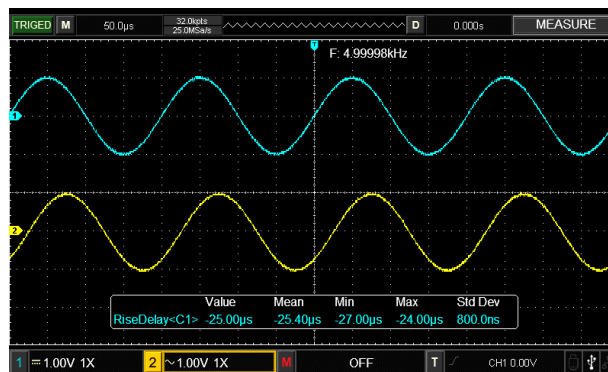 TRIGED M 50.0µs 32.0kpts 25.0MSa/s D 0.000s MEASURE
T
F: 4.99998kHz
1
2
Value Mean Min Max Std Dev
RiseDelay<C1> -25.00µs -25.40µs -27.00µs -24.00µs 800.0ns
1 1.00V 1X 2 1.00V 1X M OFF T CH1 0.00V